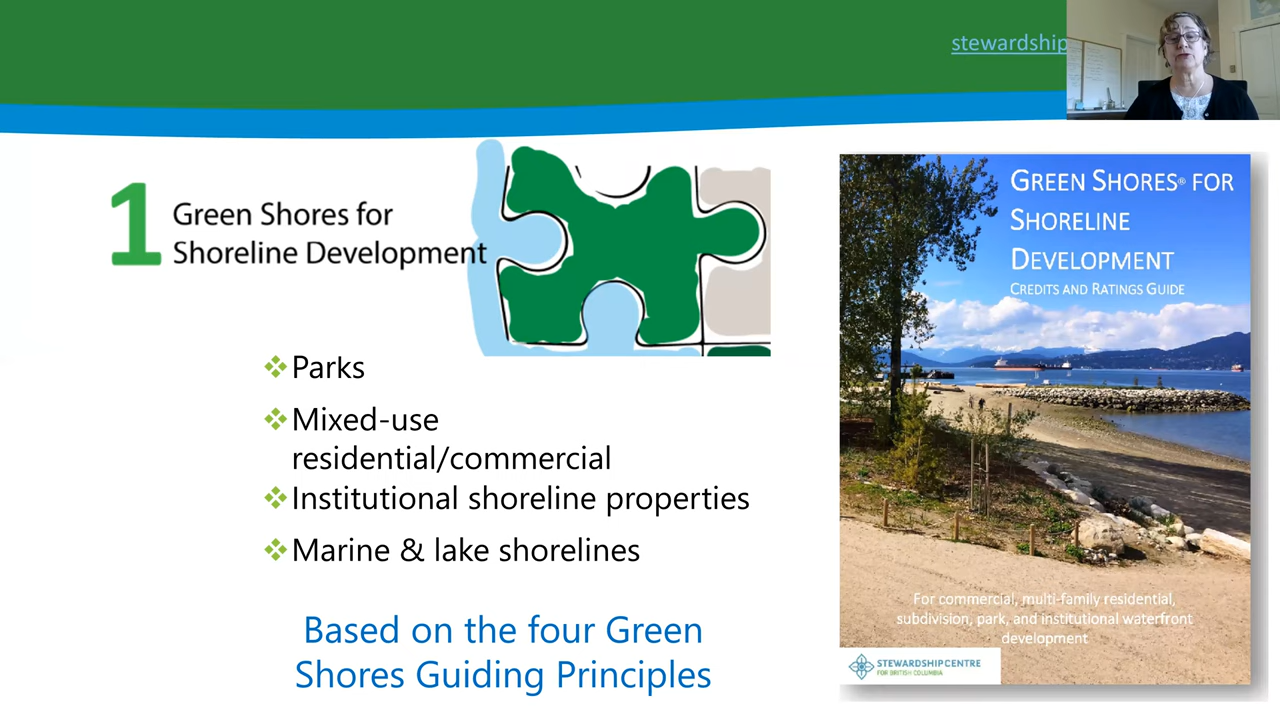 stewardship
1
Green Shores for
Shoreline Development
Parks
Mixed-use
residential/commercial
Institutional shoreline properties
Marine & lake shorelines
Based on the four Green
Shores Guiding Principles
GREEN SHORES® FOR
SHORELINE
DEVELOPMENT
CREDITS AND RATINGS GUIDE
For commercial, multi-family residential,
subdivision, park, and institutional waterfront
development
STEWARDSHIP CENTRE
FOR BRITISH COLUMBIA